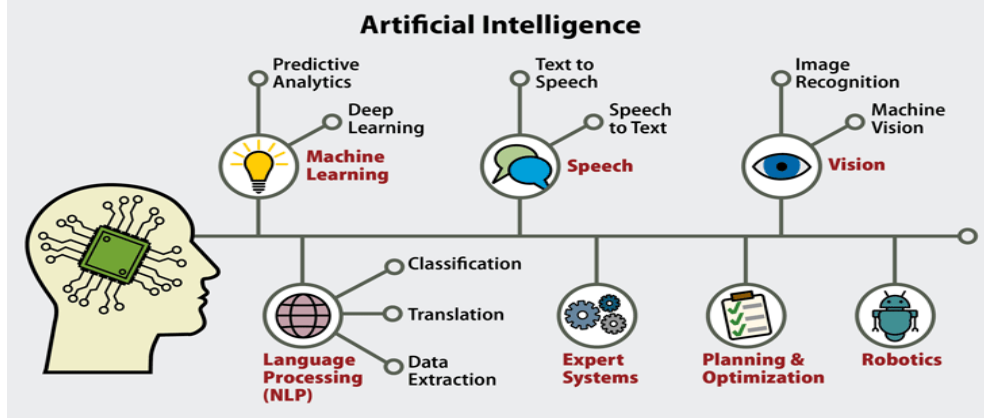 Artificial Intelligence
Predictive
Analytics
Deep
Learning
Machine
Learning
Text to
Speech
Speech
to Text
Speech
Image
Recognition
Machine
Vision
Vision
Classification
Translation
Data
Extraction
Language
Processing
(NLP)
Expert
Systems
Planning &
Optimization
Robotics